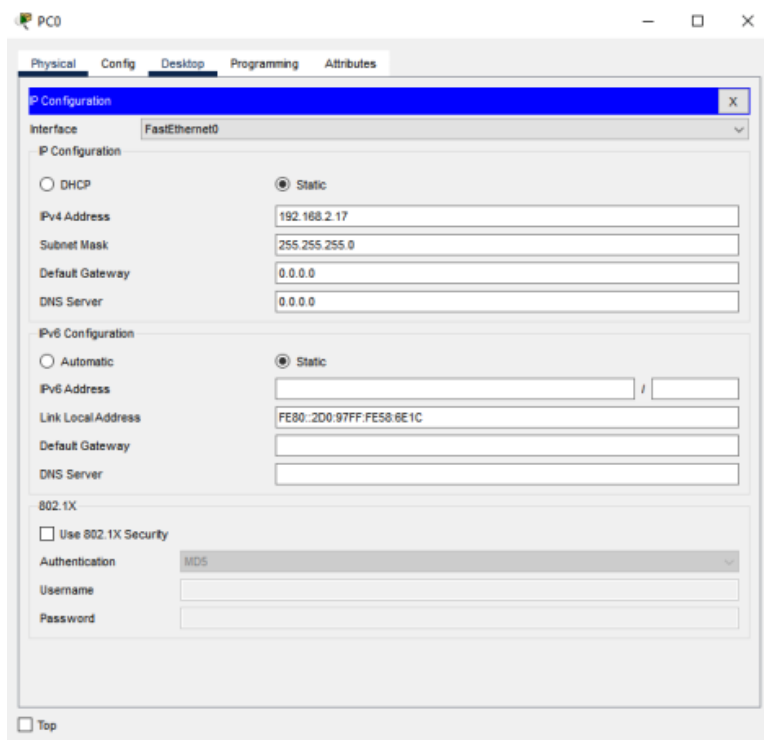 PC0
Physical Config Desktop Programming Attributes
IP Configuration X
Interface FastEthernet0
IP Configuration
DHCP Static
IPv4 Address 192.168.2.17
Subnet Mask 255.255.255.0
Default Gateway 0.0.0.0
DNS Server 0.0.0.0
IPv6 Configuration
Automatic Static
IPv6 Address /
Link Local Address FE80::2D0:97FF:FE58:6E1C
Default Gateway
DNS Server
802.1X
Use 802.1X Security
Authentication MD5
Username
Password
Top